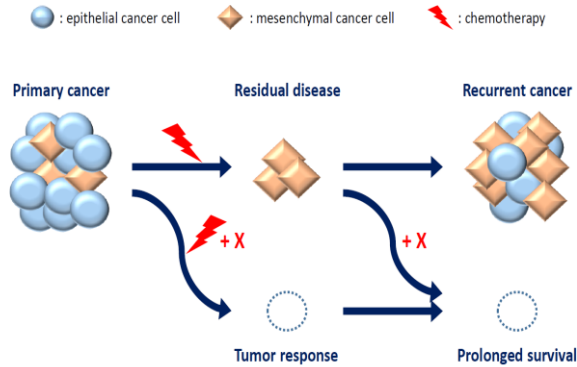 : epithelial cancer cell
: mesenchymal cancer cell
: chemotherapy
Primary cancer
Residual disease
Recurrent cancer
+ X
+ X
Tumor response
Prolonged survival